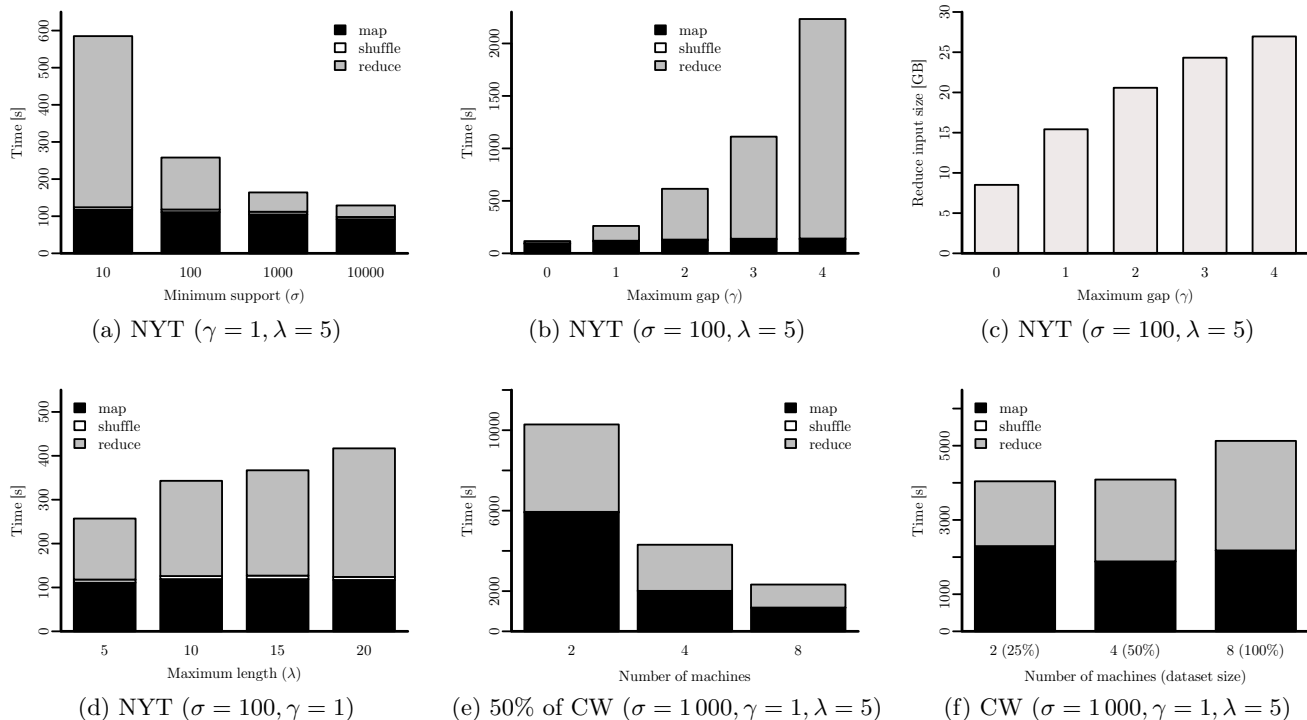 Time [s]
0 100 200 300 400 500 600
map
shuffle
reduce
10 100 1000 10000
Minimum support (σ)
(a) NYT (γ = 1, λ = 5)
Time [s]
0 500 1000 1500 2000
map
shuffle
reduce
0 1 2 3 4
Maximum gap (γ)
(b) NYT (σ = 100, λ = 5)
Reduce input size [GB]
0 5 10 15 20 25 30
0 1 2 3 4
Maximum gap (γ)
(c) NYT (σ = 100, λ = 5)
Time [s]
0 100 200 300 400 500
map
shuffle
reduce
5 10 15 20
Maximum length (λ)
(d) NYT (σ = 100, γ = 1)
Time [s]
0 2000 6000 10000
map
shuffle
reduce
2 4 8
Number of machines
(e) 50% of CW (σ = 1 000, γ = 1, λ = 5)
Time [s]
0 1000 3000 5000
map
shuffle
reduce
2 (25%) 4 (50%) 8 (100%)
Number of machines (dataset size)
(f) CW (σ = 1 000, γ = 1, λ = 5)